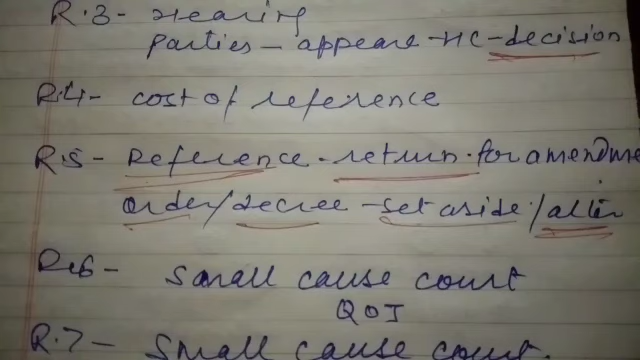 R.3- Hearing
parties - appears - HC - decision
R.4- cost of reference
R.5- Reference - return - for amendme
order/decree - set aside/alter
R.6- small cause court
QOJ
R.7- small cause court.